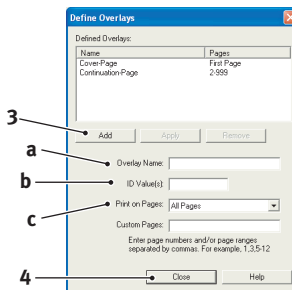 Define Overlays
Defined Overlays:
Name Pages
Cover-Page First Page
Continuation-Page 2-999
3 Add Apply Remove
a Overlay Name:
b ID Value(s):
c Print on Pages: All Pages
Custom Pages:
Enter page numbers and/or page ranges
separated by commas. For example, 1,3,5-12
4 Close Help